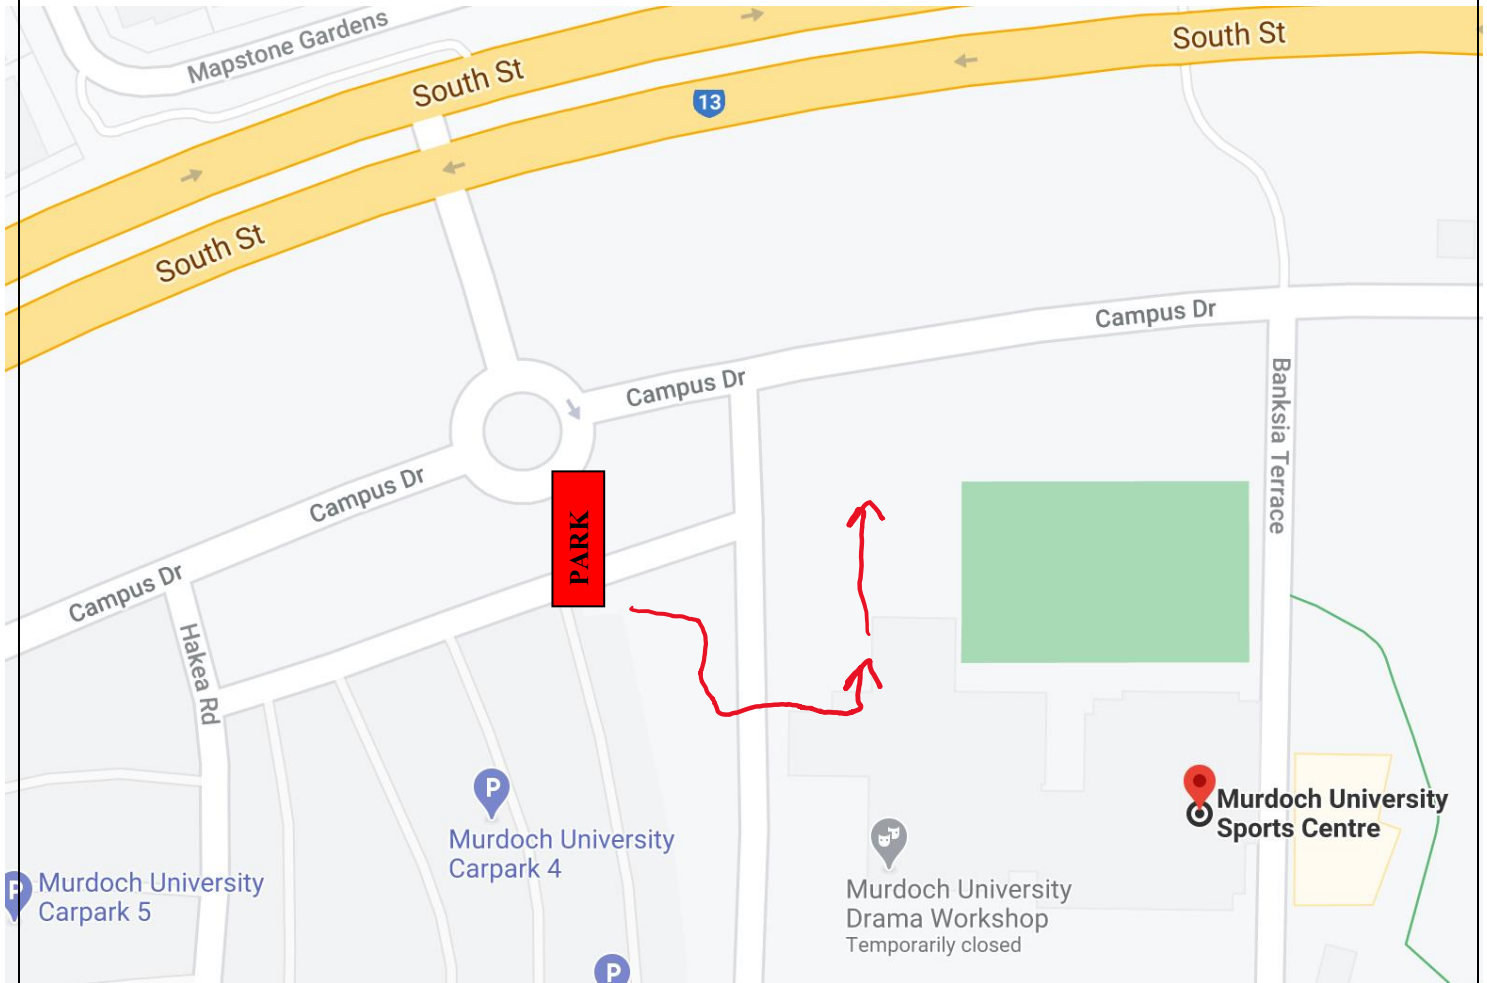 Mapstone Gardens
South St
South St
13
South St
Campus Dr
Campus Dr
Campus Dr
Campus Dr
Banksia Terrace
PARK
Hakea Rd
P
Murdoch University
Carpark 4
P
Murdoch University
Carpark 5
P
Murdoch University
Drama Workshop
Temporarily closed
Murdoch University
Sports Centre